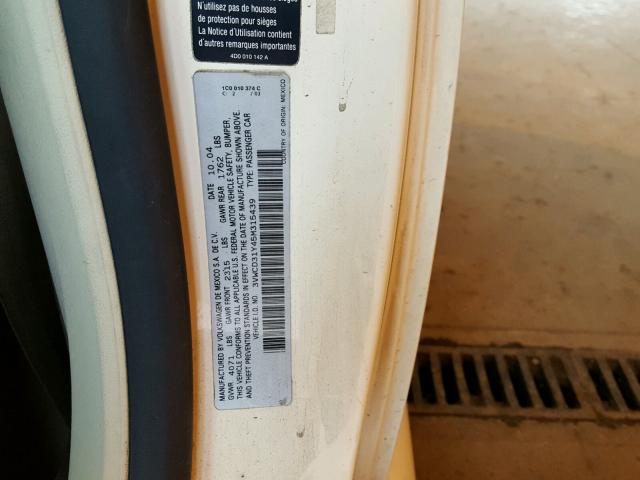 N'utilisez pas de housses
de protection pour sièges
La Notice d'Utilisation contient
d'autres remarques importantes
4D0 010 142 A
1C0 010 374 C
MANUFACTURED BY VOLKSWAGEN DE MEXICO S.A. DE C.V. DATE 10.04
GVWR 4071 LBS GAWR FRONT 2315 LBS GAWR REAR 1762 LBS
THIS VEHICLE CONFORMS TO ALL APPLICABLE U.S. FEDERAL MOTOR VEHICLE SAFETY, BUMPER,
AND THEFT PREVENTION STANDARDS IN EFFECT ON THE DATE OF MANUFACTURE SHOWN ABOVE.
VEHICLE I.D. NO. 3VWCD31Y45M315439 TYPE: PASSENGER CAR
COUNTRY OF ORIGIN: MEXICO